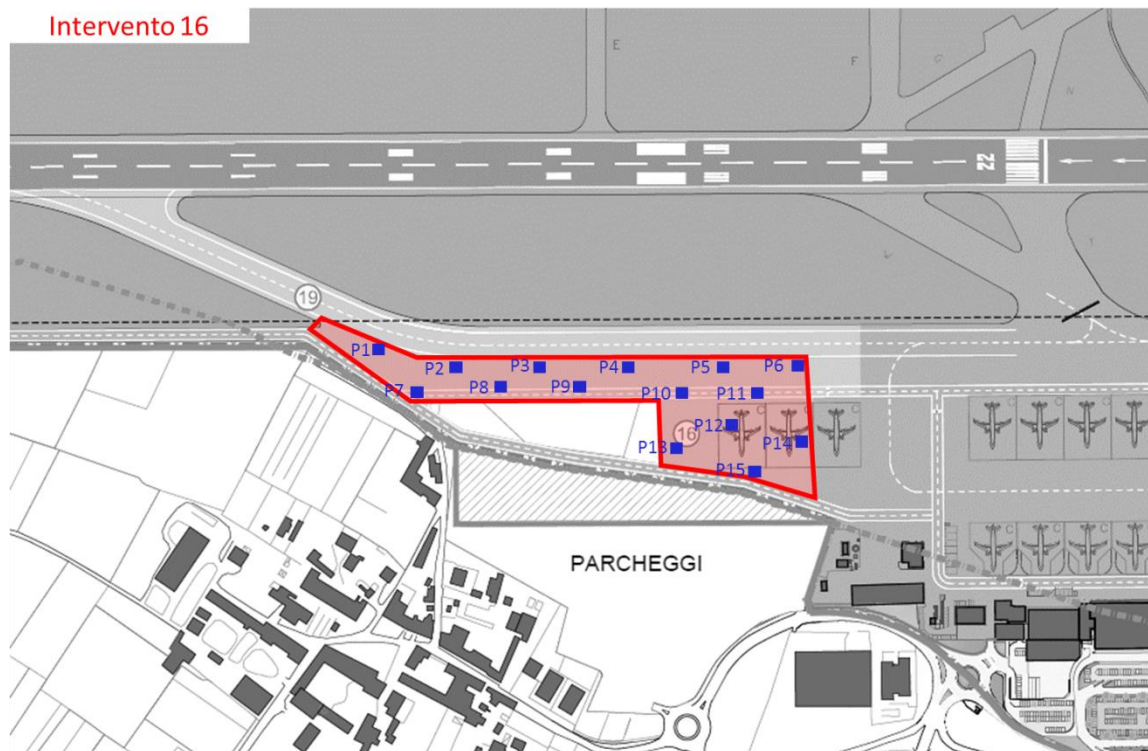 Intervento 16
E
F
G
N
22
19
P1
P2
P3
P4
P5
P6
P7
P8
P9
P10
P11
P12
16
P13
P14
P15
C
C
C
C
C
C
C
C
PARCHEGGI